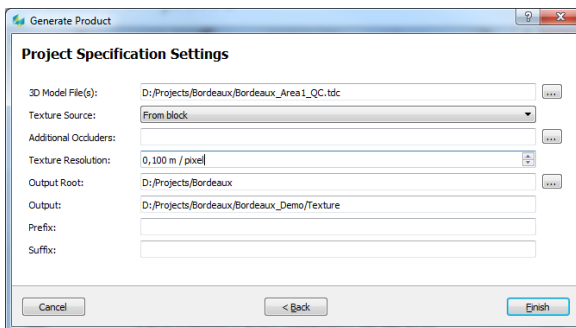 Generate Product
Project Specification Settings
3D Model File(s): D:/Projects/Bordeaux/Bordeaux_Area1_QC.tdc ...
Texture Source: From block
Additional Occluders: ...
Texture Resolution: 0,100 m / pixel
Output Root: D:/Projects/Bordeaux ...
Output: D:/Projects/Bordeaux/Bordeaux_Demo/Texture
Prefix:
Suffix:
Cancel < Back Finish